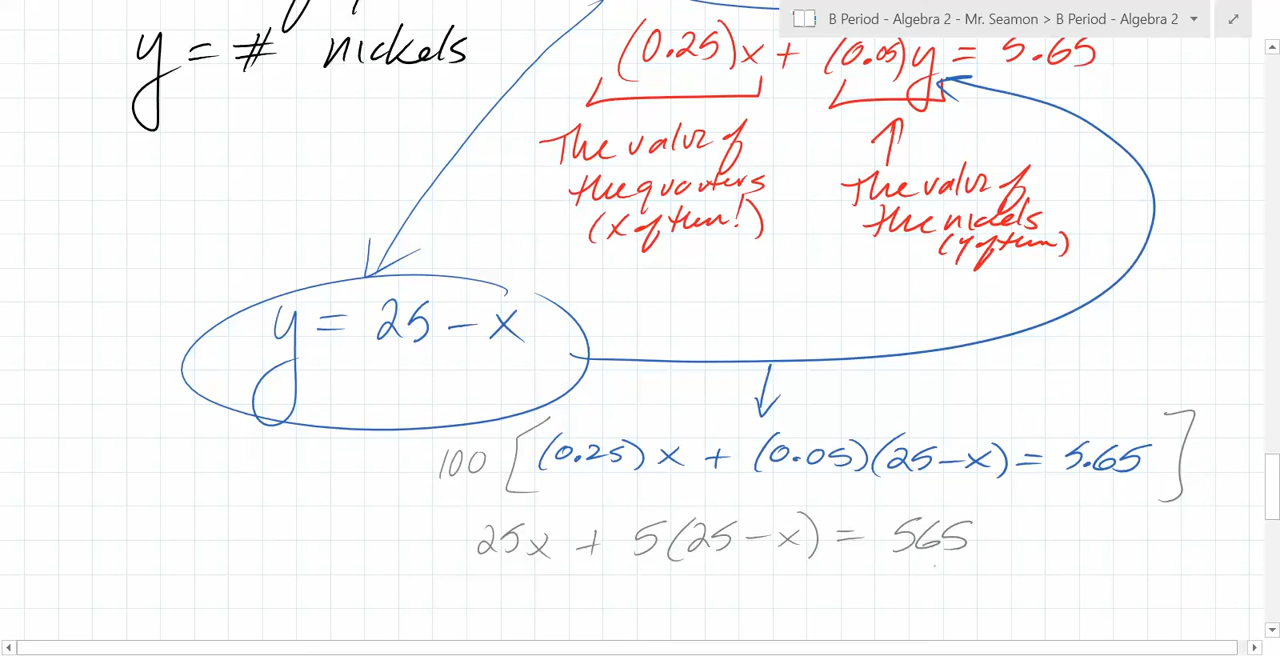 B Period - Algebra 2 - Mr. Seamon > B Period - Algebra 2
y = # nickels
(0.25)x + (0.05)y = 5.65
The value of
the quarters
(x of them!)
The value of
the nickels
(y of them)
y = 25 - x
100 [(0.25)x + (0.05)(25-x) = 5.65]
25x + 5(25-x) = 565